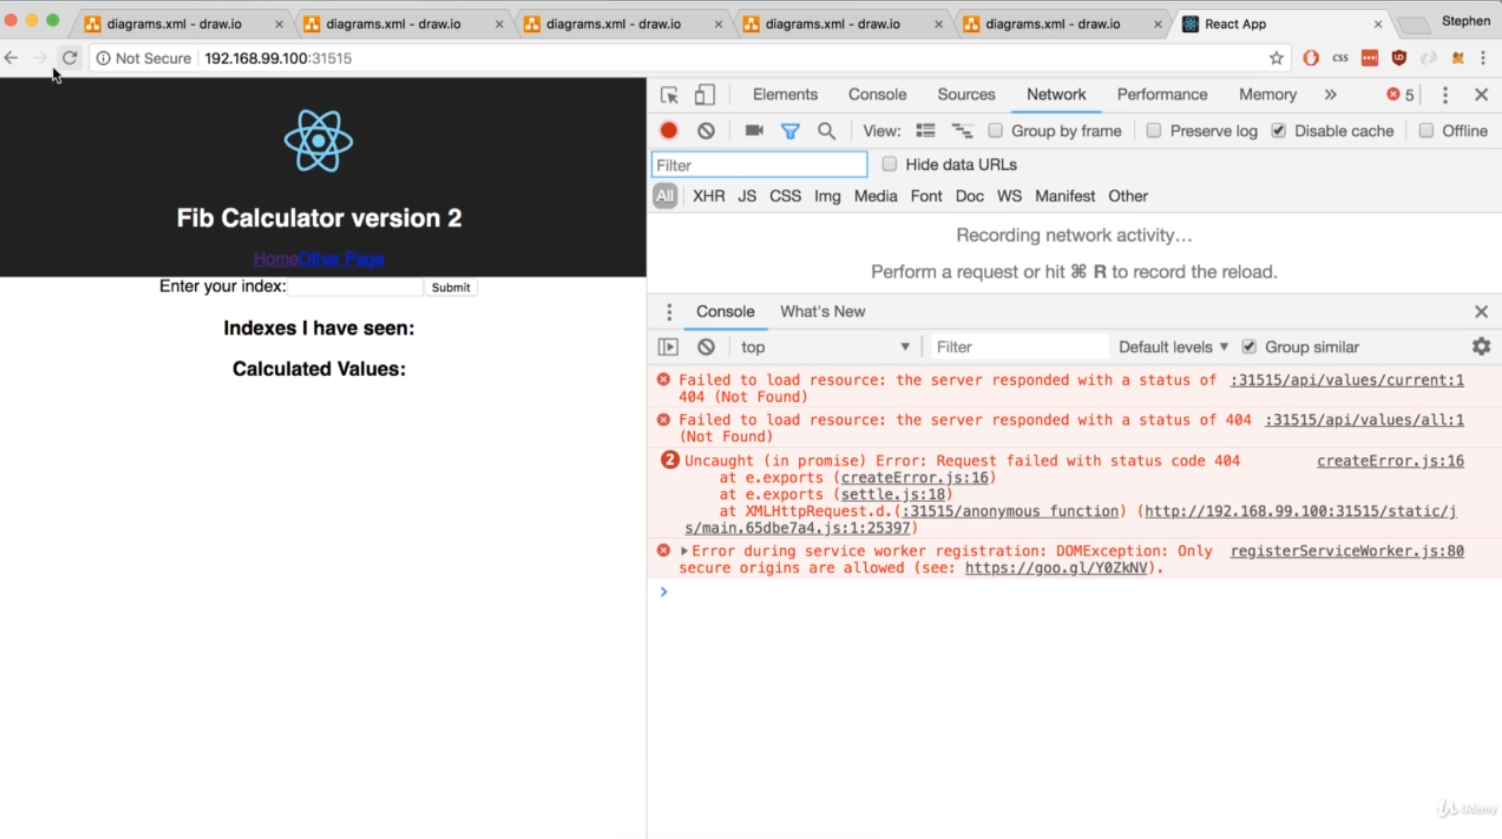 diagrams.xml - draw.io
diagrams.xml - draw.io
diagrams.xml - draw.io
diagrams.xml - draw.io
diagrams.xml - draw.io
React App
Stephen
Not Secure 192.168.99.100:31515
CSS
Fib Calculator version 2
HomeOther Page
Enter your index: Submit
Indexes I have seen:
Calculated Values:
Elements Console Sources Network Performance Memory » 5
View: Group by frame Preserve log Disable cache Offline
Filter Hide data URLs
All XHR JS CSS Img Media Font Doc WS Manifest Other
Recording network activity…
Perform a request or hit ⌘ R to record the reload.
Console What's New
top ▼ Filter Default levels ▼ Group similar
Failed to load resource: the server responded with a status of :31515/api/values/current:1
404 (Not Found)
Failed to load resource: the server responded with a status of 404 :31515/api/values/all:1
(Not Found)
2 Uncaught (in promise) Error: Request failed with status code 404 createError.js:16
at e.exports (createError.js:16)
at e.exports (settle.js:18)
at XMLHttpRequest.d.(:31515/anonymous function) (http://192.168.99.100:31515/static/j
s/main.65dbe7a4.js:1:25397)
Error during service worker registration: DOMException: Only registerServiceWorker.js:80
secure origins are allowed (see: https://goo.gl/Y0ZkNV).
Udemy